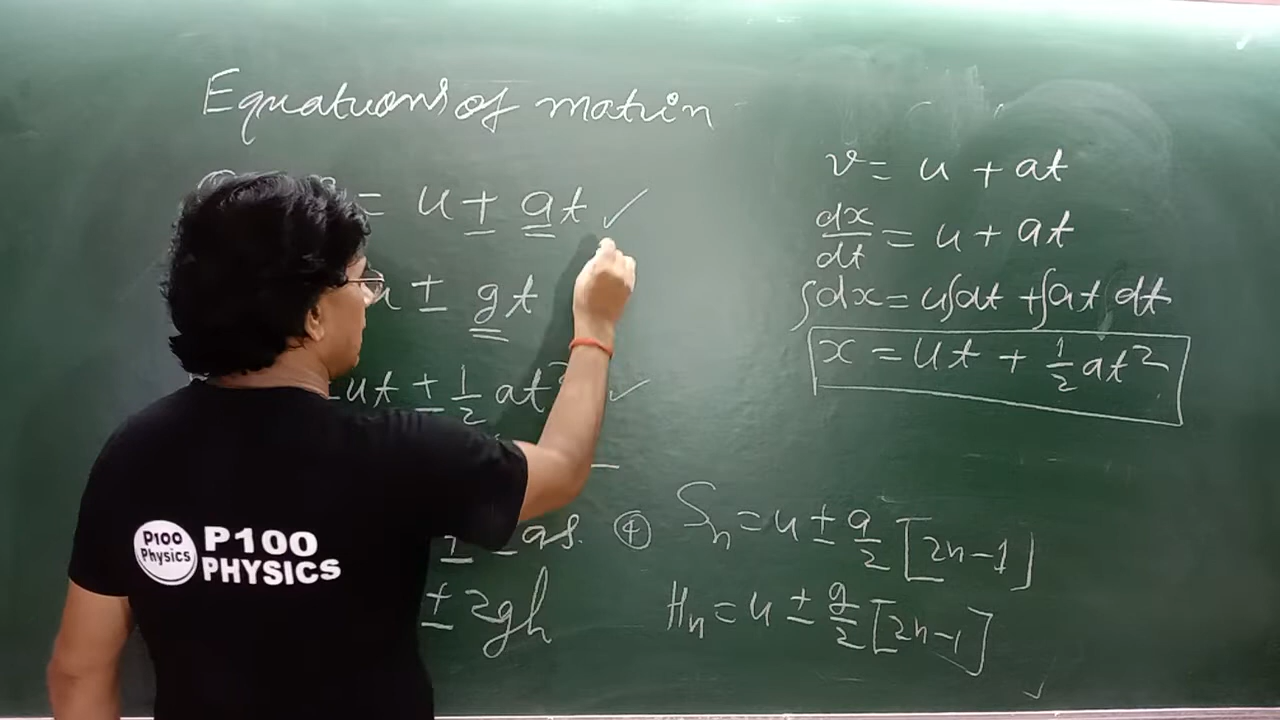 Equations of motion
= u ± at ✓
u ± gt
ut ± 1/2 at² ✓
± 2as.
± 2gh
v = u + at
dx/dt = u + at
∫dx = u∫dt + ∫at dt
x = ut + 1/2 at²
④ Sn = u ± a/2 [2n-1]
Hn = u ± g/2 [2n-1]
P100 Physics
P100
PHYSICS